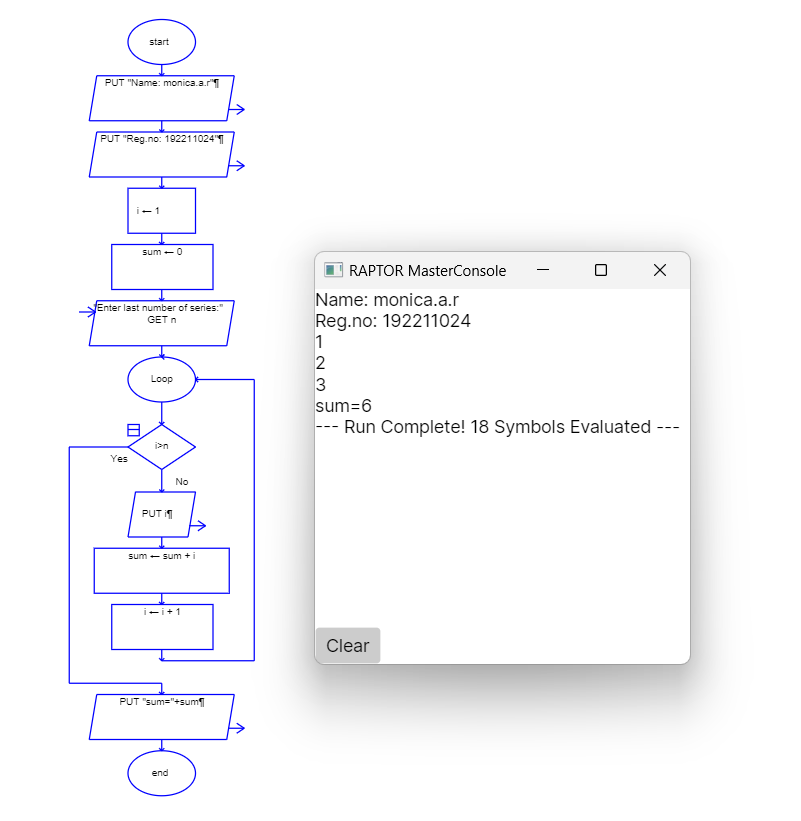 start
PUT "Name: monica.a.r"¶
PUT "Reg.no: 192211024"¶
i ← 1
sum ← 0
"Enter last number of series:"
GET n
Loop
i>n
Yes
No
PUT i¶
sum ← sum + i
i ← i + 1
PUT "sum="+sum¶
end
RAPTOR MasterConsole
Name: monica.a.r
Reg.no: 192211024
1
2
3
sum=6
--- Run Complete! 18 Symbols Evaluated ---
Clear